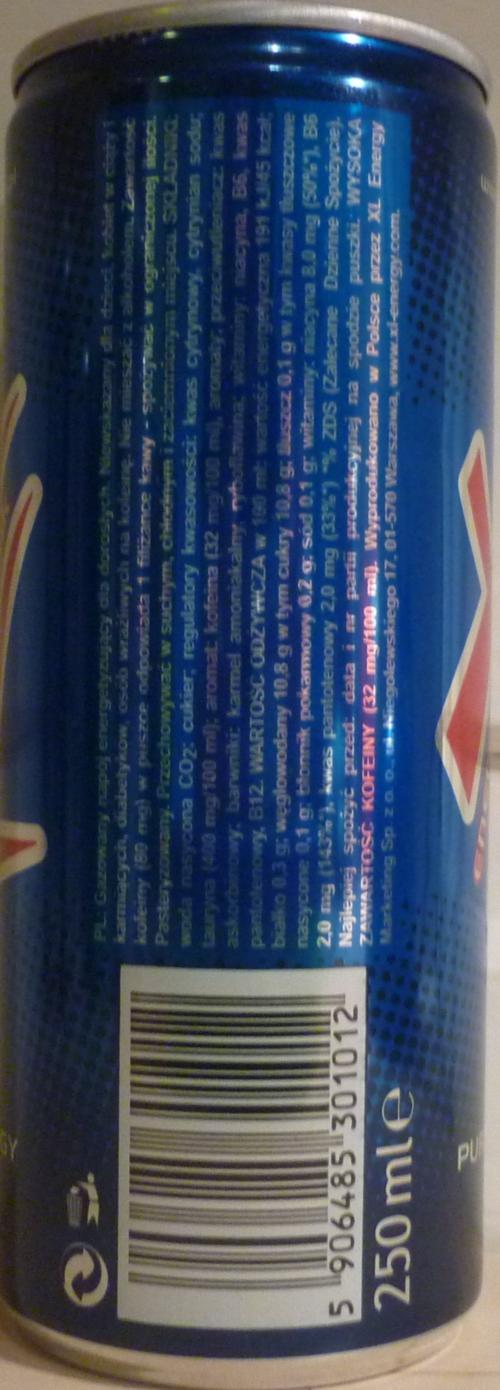 PL: Gazowany napój energetyzujący dla dorosłych. Niewskazany dla dzieci, kobiet w ciąży i
karmiących, diabetyków, osób wrażliwych na kofeinę. Nie mieszać z alkoholem. Zawartość
kofeiny (80 mg) w puszce odpowiada 1 filiżance kawy - spożywać w ograniczonej ilości.
Pasteryzowany. Przechowywać w suchym, chłodnym i zaciemnionym miejscu. SKŁADNIKI:
woda nasycona CO2; cukier; regulatory kwasowości: kwas cytrynowy, cytrynian sodu;
tauryna (400 mg/100 ml); aromat: kofeina (32 mg/100 ml), aromaty; przeciwutleniacz: kwas
askorbinowy; barwniki: karmel amoniakalny, ryboflawina; witaminy: niacyna, B6, kwas
pantotenowy, B12. WARTOŚĆ ODŻYWCZA w 100 ml: wartość energetyczna 191 kJ/45 kcal;
białko 0,3 g; węglowodany 10,8 g w tym cukry 10,8 g; tłuszcz 0,1 g w tym kwasy tłuszczowe
nasycone 0,1 g; błonnik pokarmowy 0,2 g; sód 0,1 g; witaminy: niacyna 8,0 mg (50%*), B6
2,0 mg (143%*), kwas pantotenowy 2,0 mg (33%*) *% ZDS (Zalecane Dzienne Spożycie).
Najlepiej spożyć przed: data i nr partii produkcyjnej na spodzie puszki. WYSOKA
ZAWARTOŚĆ KOFEINY (32 mg/100 ml). Wyprodukowano w Polsce przez XL Energy
Marketing Sp. z o. o., ul. Niegolewskiego 17, 01-570 Warszawa, www.xl-energy.com
5 906485 301012
250 ml e